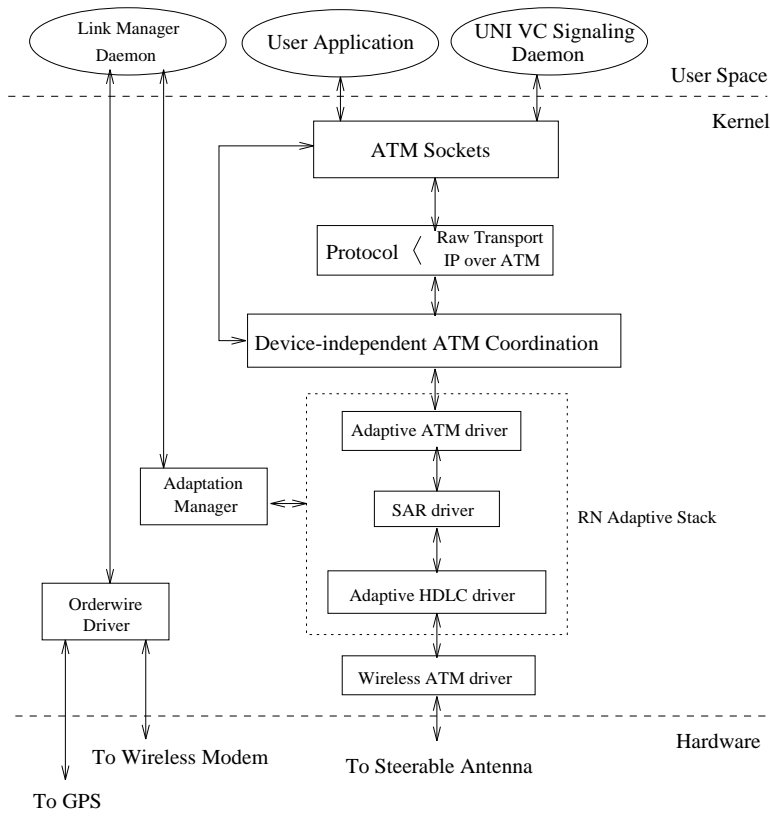 Link Manager
Daemon
User Application
UNI VC Signaling
Daemon
User Space
Kernel
ATM Sockets
Protocol
Raw Transport
IP over ATM
Device-independent ATM Coordination
Adaptive ATM driver
Adaptation
Manager
SAR driver
RN Adaptive Stack
Adaptive HDLC driver
Orderwire
Driver
Wireless ATM driver
Hardware
To Wireless Modem
To Steerable Antenna
To GPS